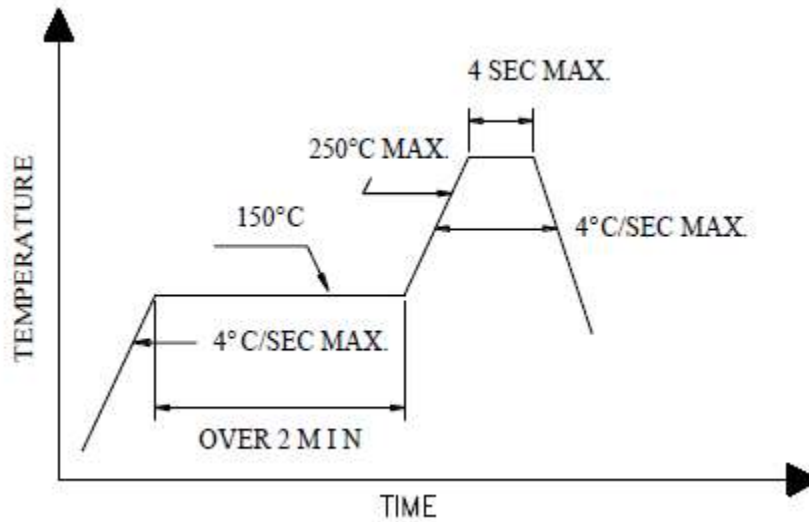 4 SEC MAX.
250°C MAX.
150°C
4°C/SEC MAX.
4° C/SEC MAX.
OVER 2 M I N
TEMPERATURE
TIME